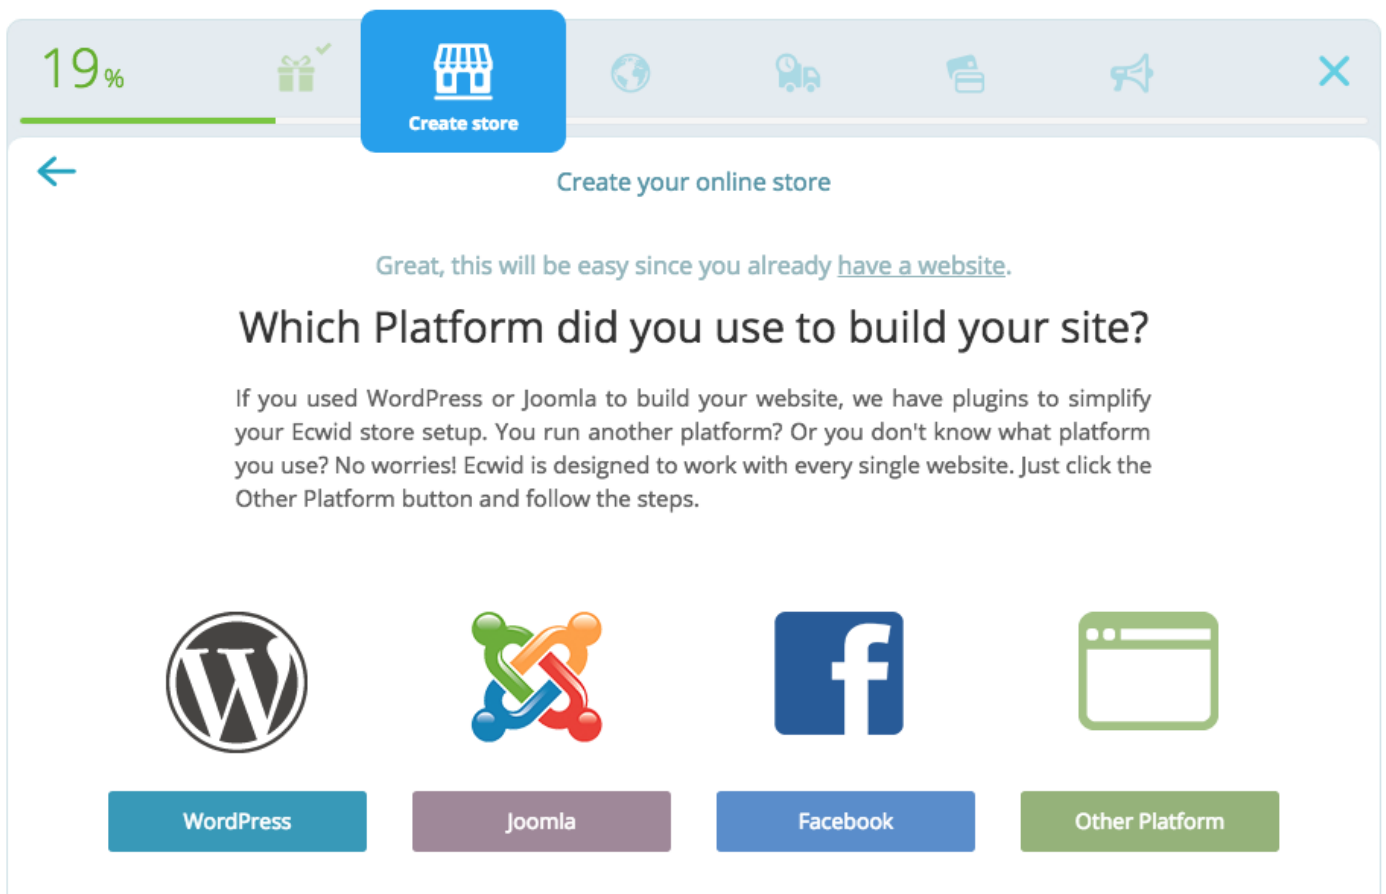 19%
Create store
Create your online store
Great, this will be easy since you already have a website.
Which Platform did you use to build your site?
If you used WordPress or Joomla to build your website, we have plugins to simplify
your Ecwid store setup. You run another platform? Or you don't know what platform
you use? No worries! Ecwid is designed to work with every single website. Just click the
Other Platform button and follow the steps.
WordPress
Joomla
Facebook
Other Platform